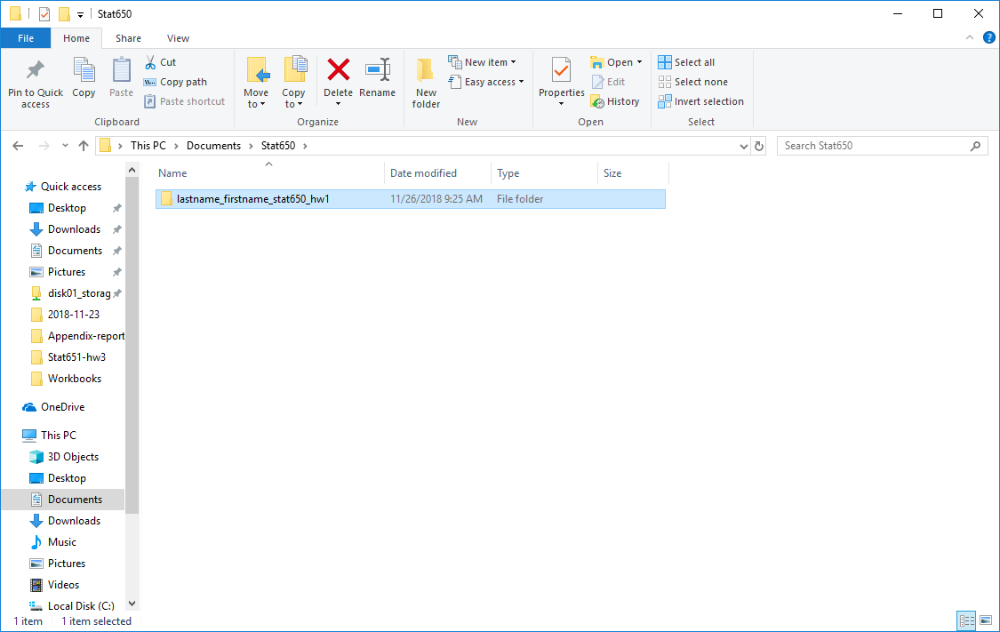 Stat650
File Home Share View
Pin to Quick access
Copy
Paste
Cut
Copy path
Paste shortcut
Clipboard
Move to
Copy to
Delete
Rename
Organize
New folder
New item
Easy access
New
Properties
Open
Edit
History
Open
Select all
Select none
Invert selection
Select
This PC > Documents > Stat650 >
Search Stat650
Name Date modified Type Size
lastname_firstname_stat650_hw1 11/26/2018 9:25 AM File folder
Quick access
Desktop
Downloads
Documents
Pictures
disk01_storag
2018-11-23
Appendix-report
Stat651-hw3
Workbooks
OneDrive
This PC
3D Objects
Desktop
Documents
Downloads
Music
Pictures
Videos
Local Disk (C:)
1 item 1 item selected